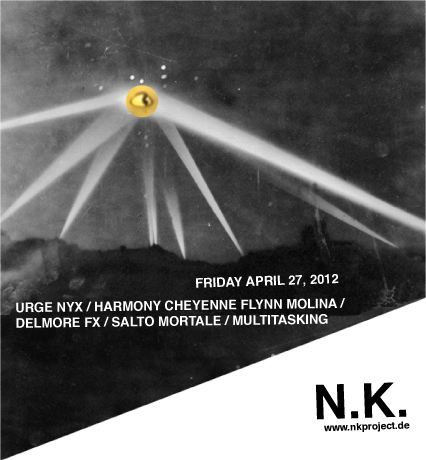 FRIDAY APRIL 27, 2012
URGE NYX / HARMONY CHEYENNE FLYNN MOLINA /
DELMORE FX / SALTO MORTALE / MULTITASKING
N.K.
www.nkproject.de